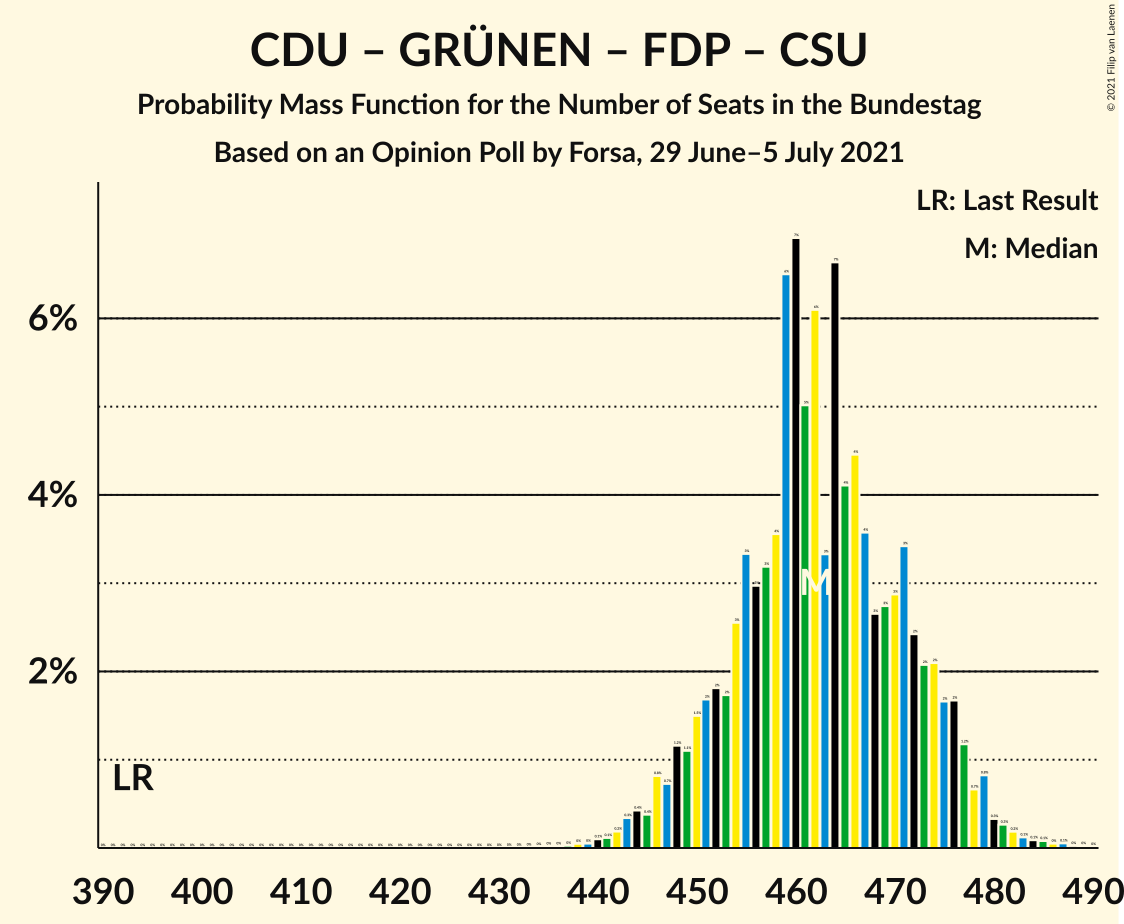 CDU – GRÜNEN – FDP – CSU
Probability Mass Function for the Number of Seats in the Bundestag
Based on an Opinion Poll by Forsa, 29 June–5 July 2021
© 2021 Filip van Laenen
LR: Last Result
M: Median
6%
4%
2%
LR
M
390 400 410 420 430 440 450 460 470 480 490